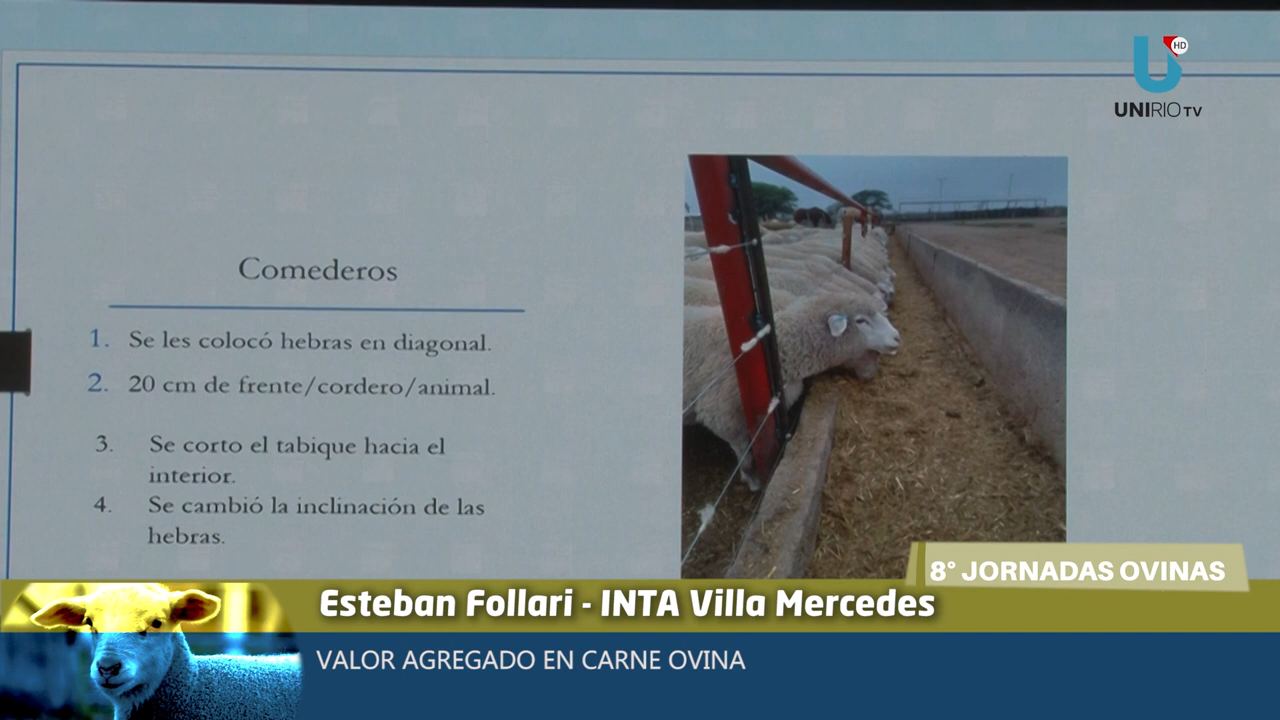 HD
UNIRIO TV
Comederos
1. Se les colocó hebras en diagonal.
2. 20 cm de frente/cordero/animal.
3. Se corto el tabique hacia el
interior.
4. Se cambió la inclinación de las
hebras.
8° JORNADAS OVINAS
Esteban Follari - INTA Villa Mercedes
VALOR AGREGADO EN CARNE OVINA